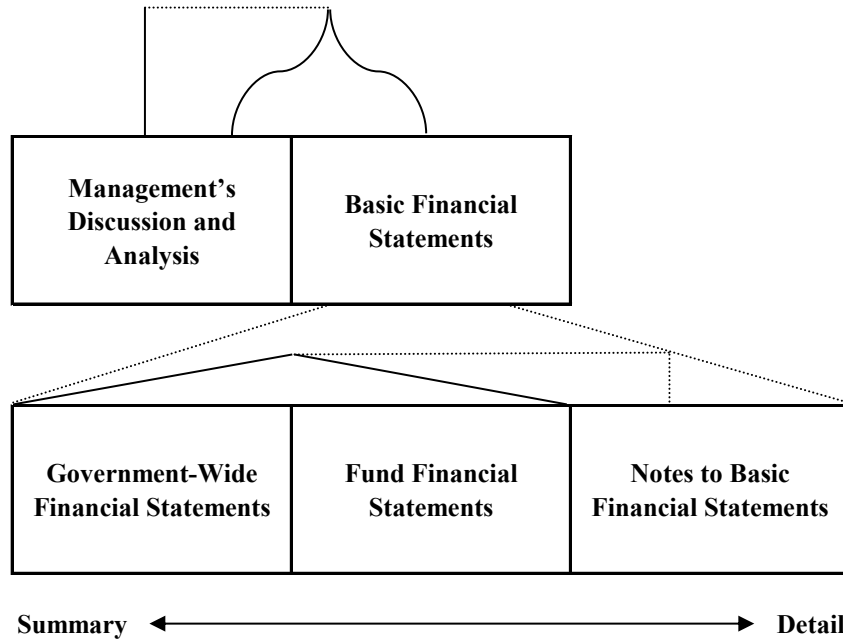 Management’s
Discussion and
Analysis
Basic Financial
Statements
Government-Wide
Financial Statements
Fund Financial
Statements
Notes to Basic
Financial Statements
Summary
Detail